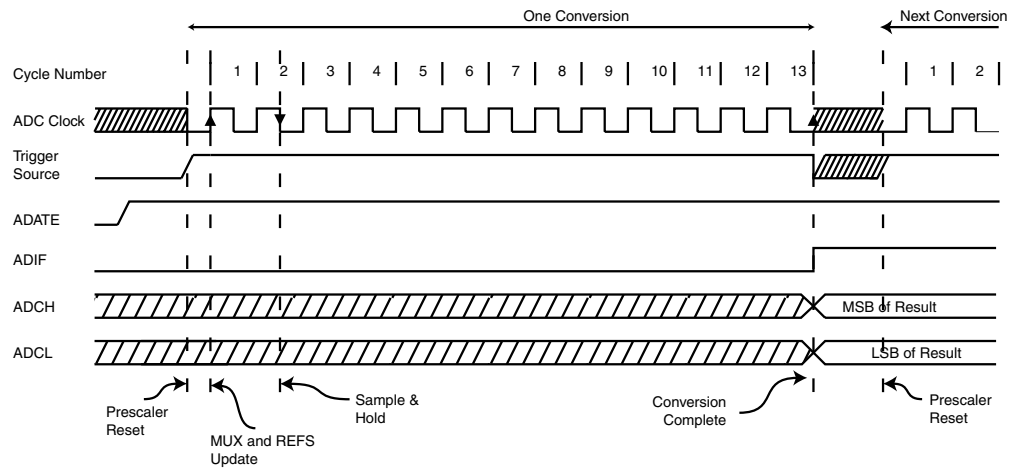 One Conversion
Next Conversion
Cycle Number
1 2 3 4 5 6 7 8 9 10 11 12 13 1 2
ADC Clock
Trigger
Source
ADATE
ADIF
ADCH
MSB of Result
ADCL
LSB of Result
Prescaler
Reset
MUX and REFS
Update
Sample &
Hold
Conversion
Complete
Prescaler
Reset